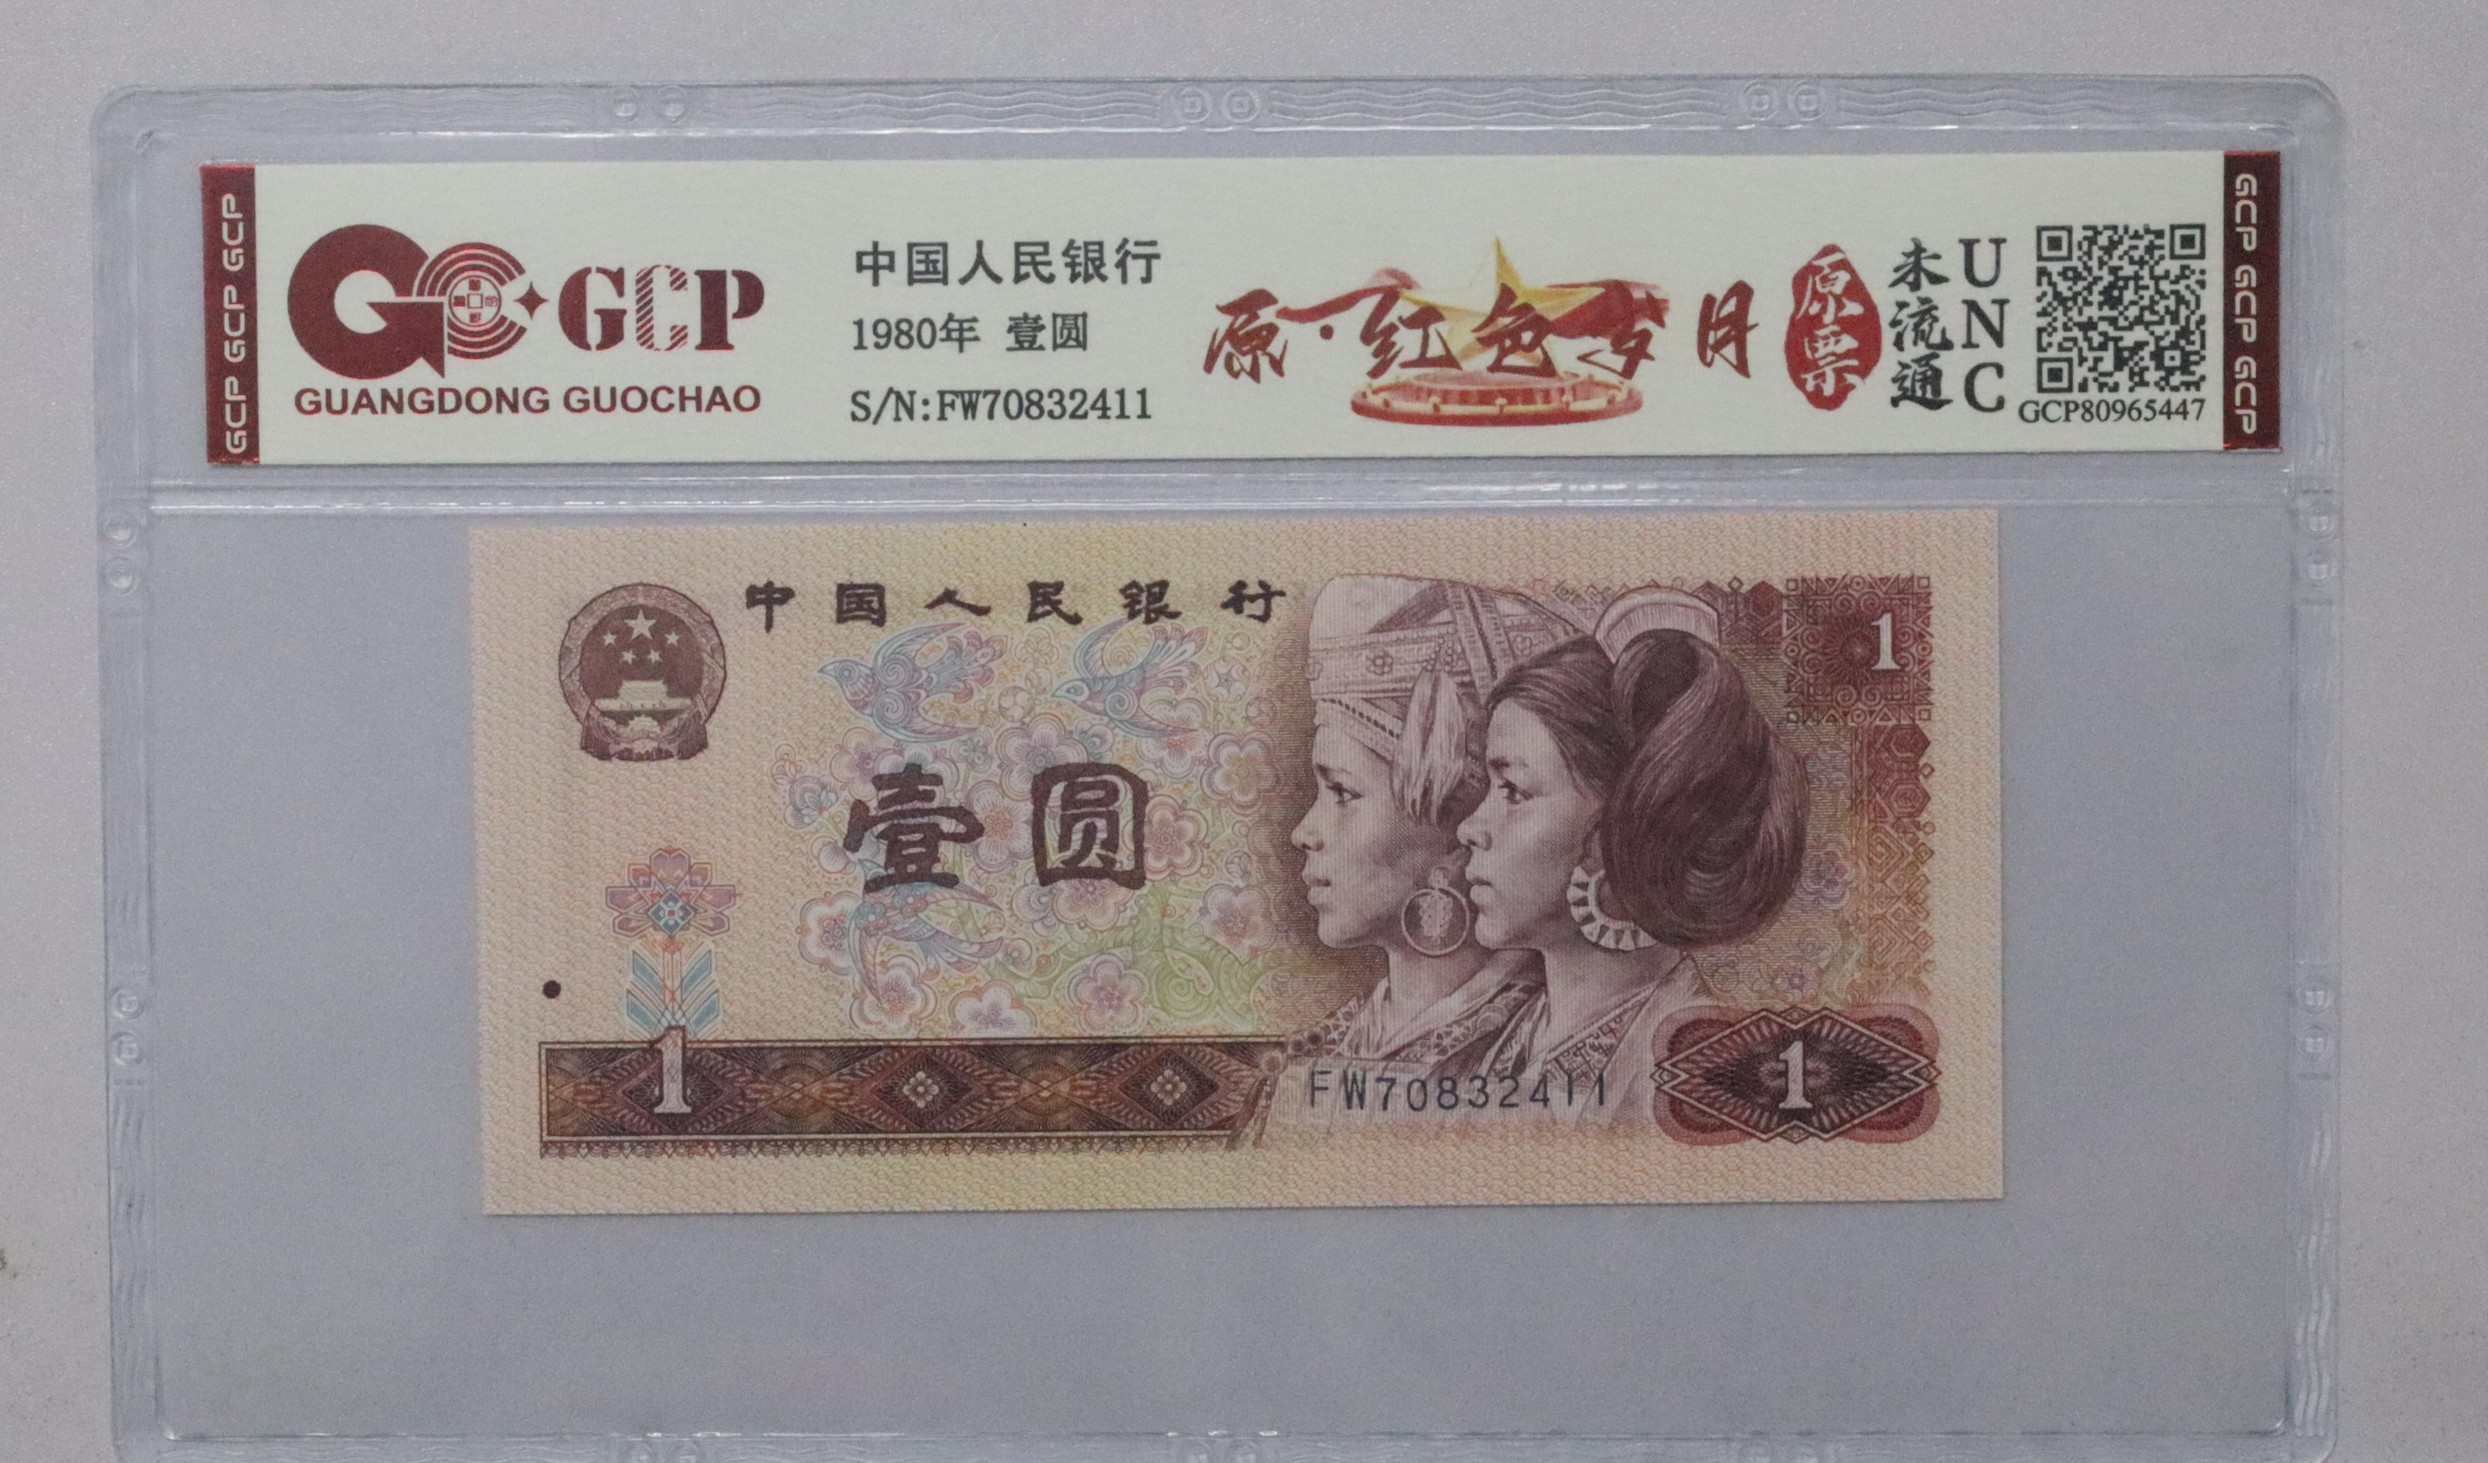 GCP GCP GCP
GCP
GUANGDONG GUOCHAO
中国人民银行
1980年 壹圆
S/N:FW70832411
原·红色岁月
原票
未流通
UNC
GCP80965447
GCP GCP GCP
中国人民银行
1
壹圆
1
FW70832411
1